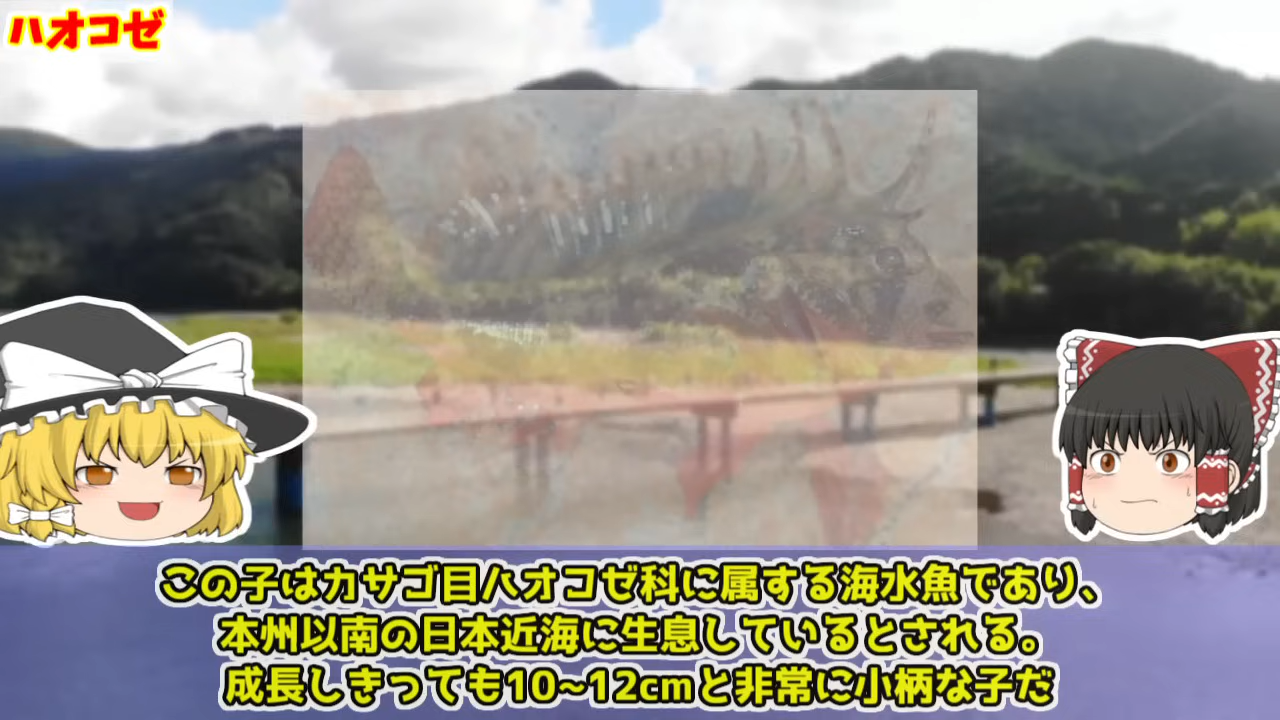 ハオコゼ
この子はカサゴ目ハオコゼ科に属する海水魚であり、
本州以南の日本近海に生息しているとされる。
成長しきっても10~12cmと非常に小柄な子だ